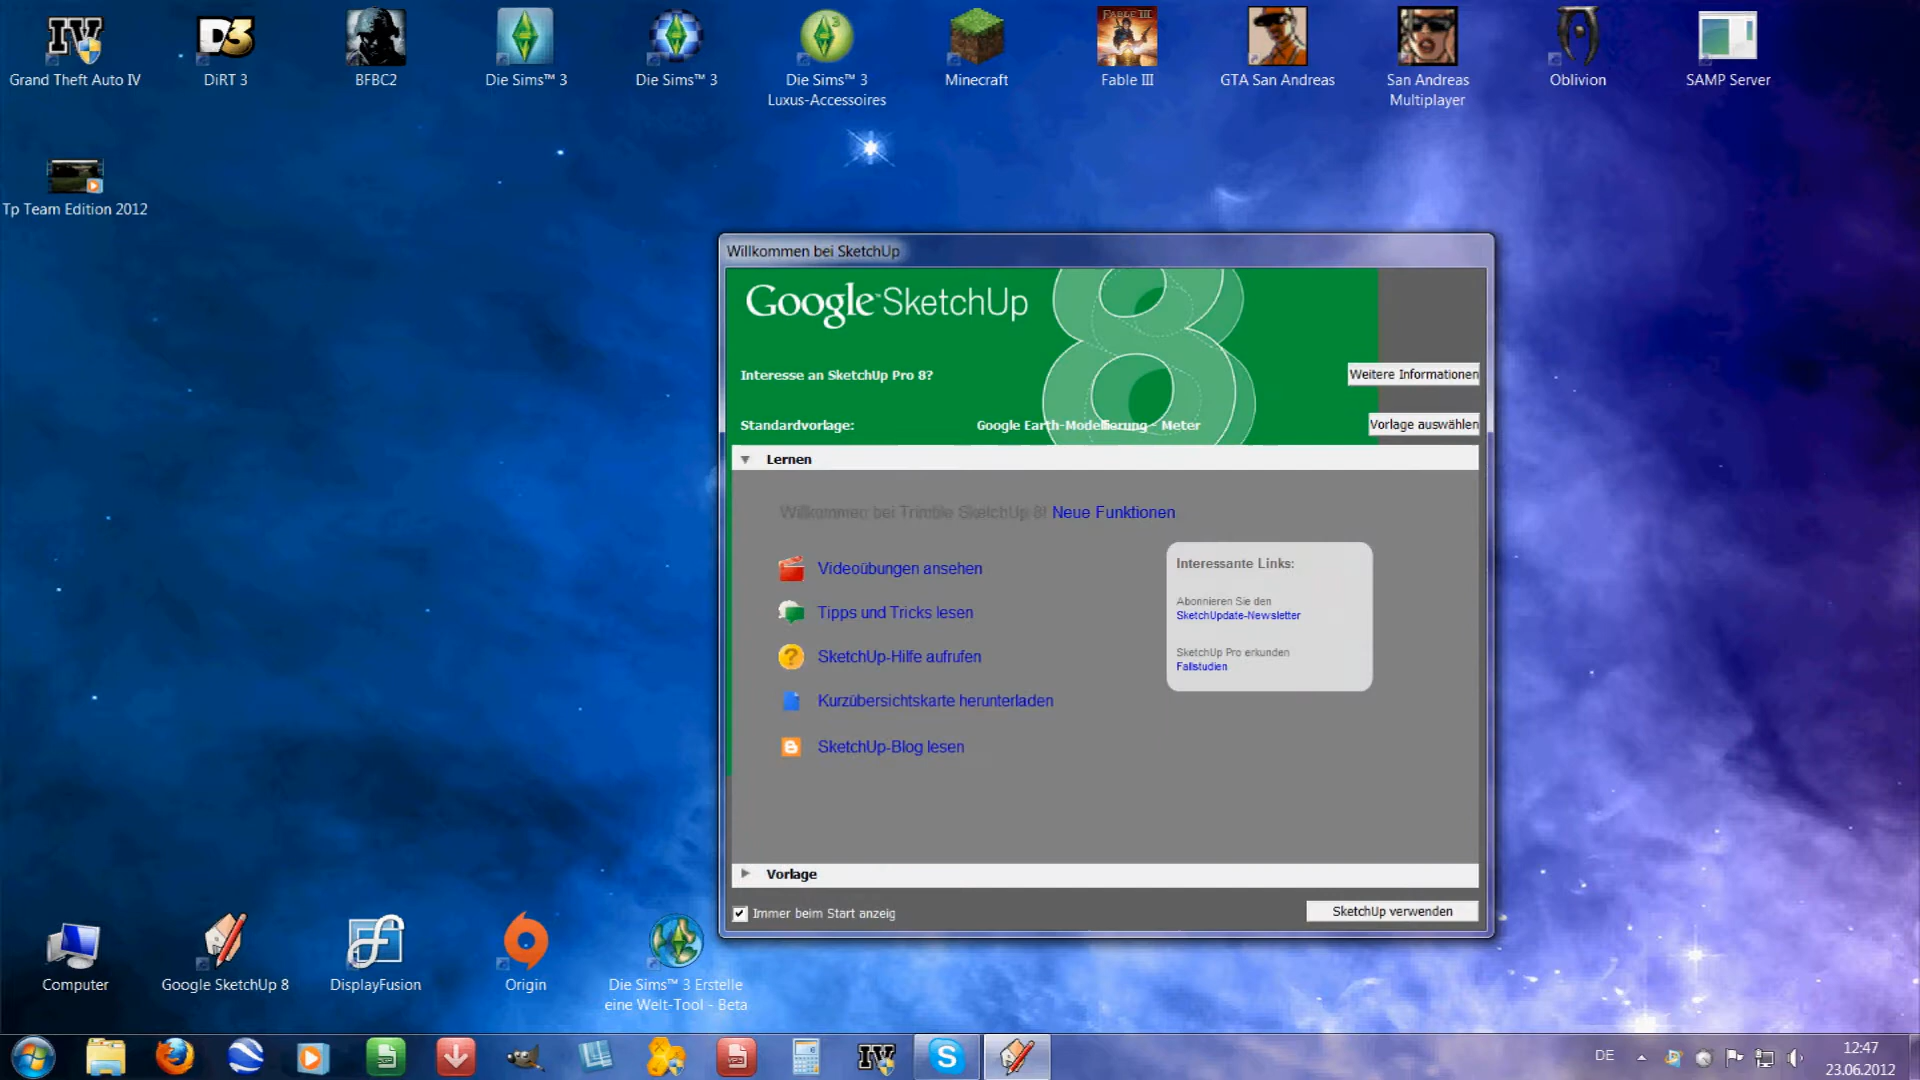 Grand Theft Auto IV
DiRT 3
BFBC2
Die Sims™ 3
Die Sims™ 3
Die Sims™ 3
Luxus-Accessoires
Minecraft
Fable III
GTA San Andreas
San Andreas
Multiplayer
Oblivion
SAMP Server
Tp Team Edition 2012
Willkommen bei SketchUp
Google™ SketchUp 8
Interesse an SketchUp Pro 8?
Weitere Informationen
Standardvorlage:
Google Earth-Modellierung - Meter
Vorlage auswählen
Lernen
Willkommen bei Trimble SketchUp 8! Neue Funktionen
Videoübungen ansehen
Tipps und Tricks lesen
SketchUp-Hilfe aufrufen
Kurzübersichtskarte herunterladen
SketchUp-Blog lesen
Interessante Links:
Abonnieren Sie den
SketchUpdate-Newsletter
SketchUp Pro erkunden
Fallstudien
Vorlage
Immer beim Start anzeig
SketchUp verwenden
Computer
Google SketchUp 8
DisplayFusion
Origin
Die Sims™ 3 Erstelle
eine Welt-Tool - Beta
DE
12:47
23.06.2012